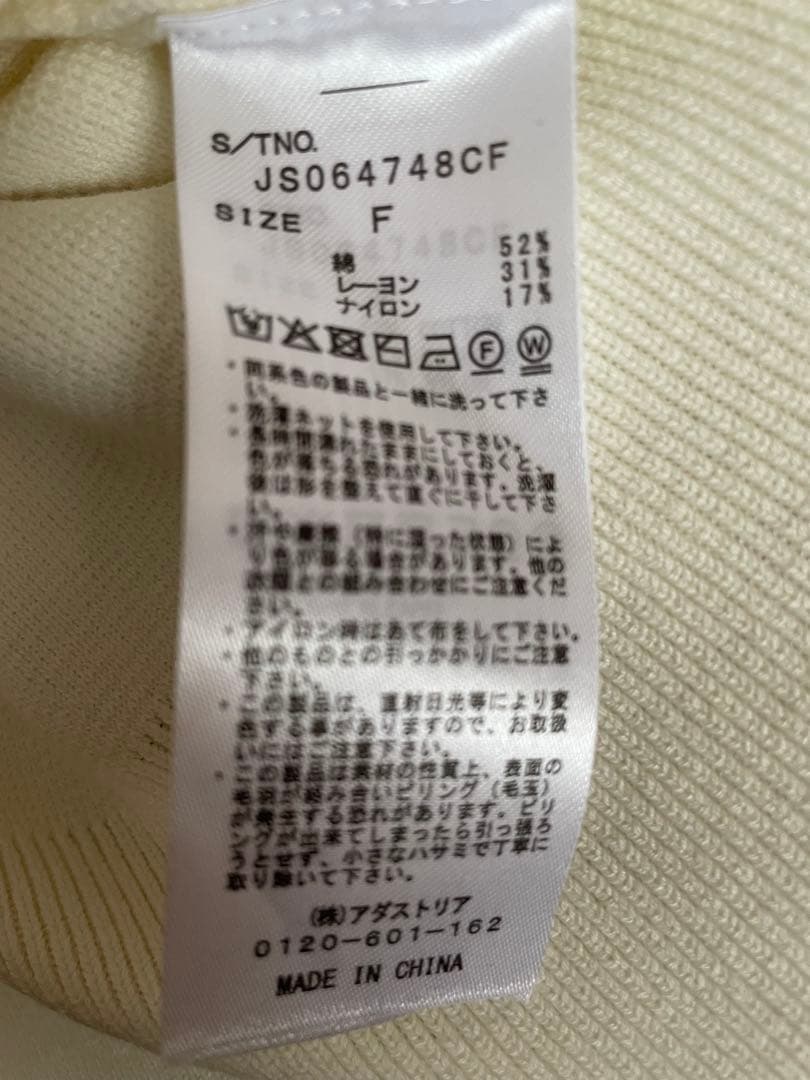 S/TNO.
JS064748CF
SIZE F
綿 52%
レーヨン 31%
ナイロン 17%
・同系色の製品と一緒に洗って下さ
い。
・洗濯ネットを使用して下さい。
・長時間濡れたままにしておくと、
色が落ちる恐れがあります。洗濯
後は形を整えて直ぐに干して下さ
い。
・汗や摩擦（特に湿った状態）によ
り色が移る場合があります。他の
衣類との組み合わせにご注意くだ
さい。
・アイロン時はあて布をして下さい。
・他のものとの引っかかりにご注意
下さい。
・この製品は、直射日光等により変
色する事がありますので、お取扱
いにはご注意下さい。
・この製品は素材の性質上、表面の
毛羽が絡み合いピリング（毛玉）
が発生する恐れがあります。ピリ
ングが出来てしまったら引っ張ろ
うとせず、小さなハサミで丁寧に
取り除いて下さい。
(株)アダストリア
0120-601-162
MADE IN CHINA